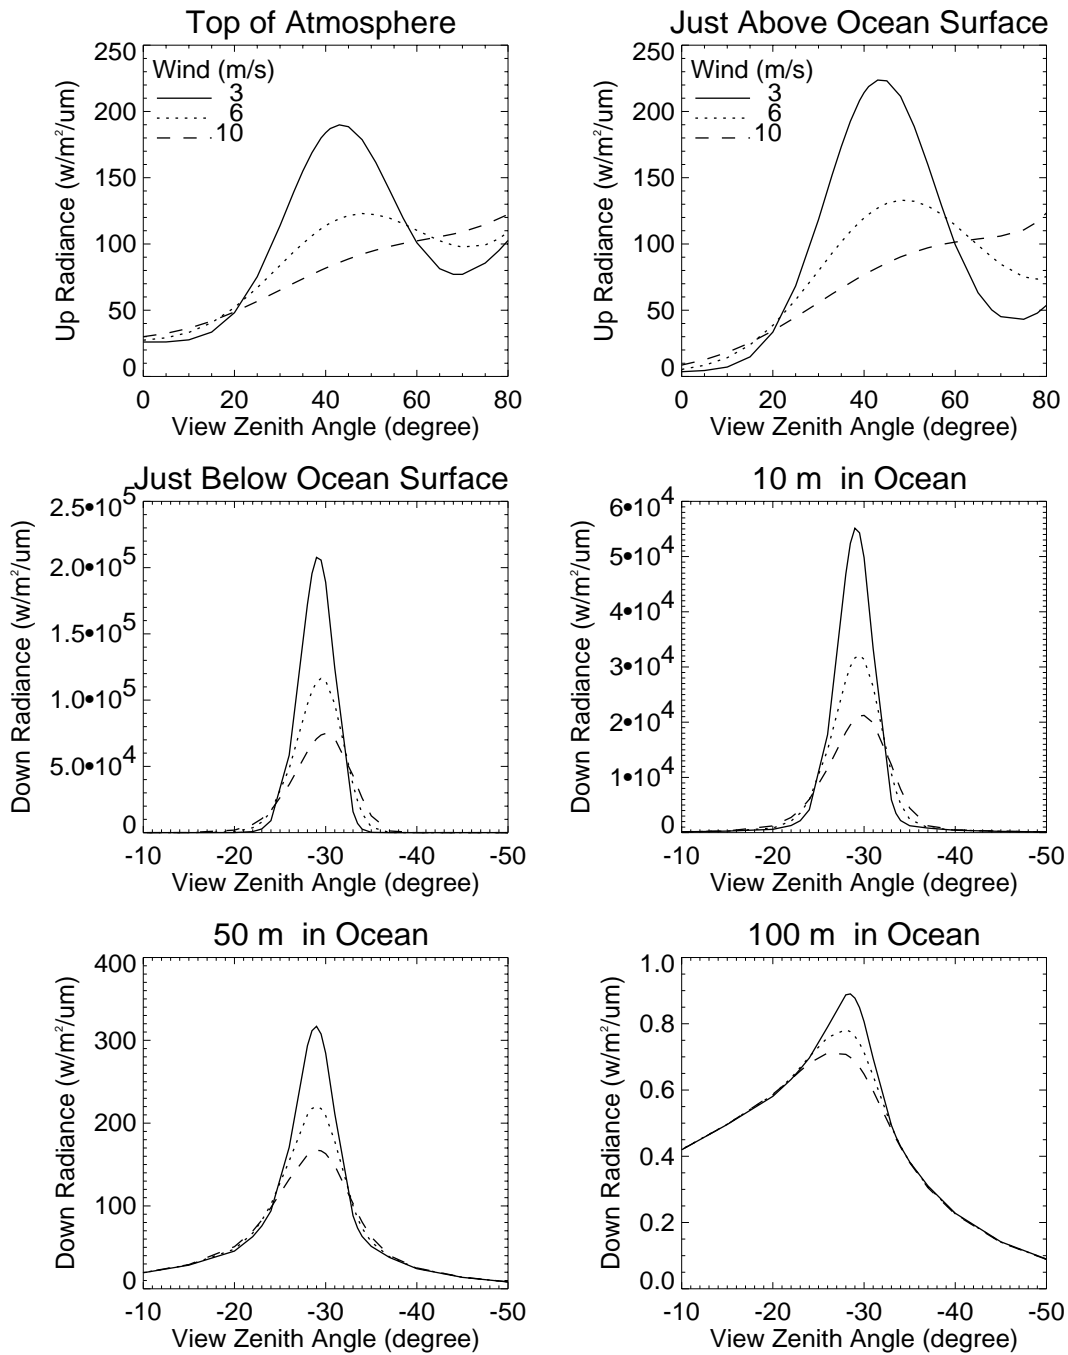 Top of Atmosphere
Up Radiance (w/m²/um)
250
200
150
100
50
0
Wind (m/s)
3
6
10
0 20 40 60 80
View Zenith Angle (degree)
Just Above Ocean Surface
Up Radiance (w/m²/um)
250
200
150
100
50
0
Wind (m/s)
3
6
10
0 20 40 60 80
View Zenith Angle (degree)
Just Below Ocean Surface
Down Radiance (w/m²/um)
2.5•10⁵
2.0•10⁵
1.5•10⁵
1.0•10⁵
5.0•10⁴
0
-10 -20 -30 -40 -50
View Zenith Angle (degree)
10 m in Ocean
Down Radiance (w/m²/um)
6•10⁴
5•10⁴
4•10⁴
3•10⁴
2•10⁴
1•10⁴
0
-10 -20 -30 -40 -50
View Zenith Angle (degree)
50 m in Ocean
Down Radiance (w/m²/um)
400
300
200
100
0
-10 -20 -30 -40 -50
View Zenith Angle (degree)
100 m in Ocean
Down Radiance (w/m²/um)
1.0
0.8
0.6
0.4
0.2
0.0
-10 -20 -30 -40 -50
View Zenith Angle (degree)